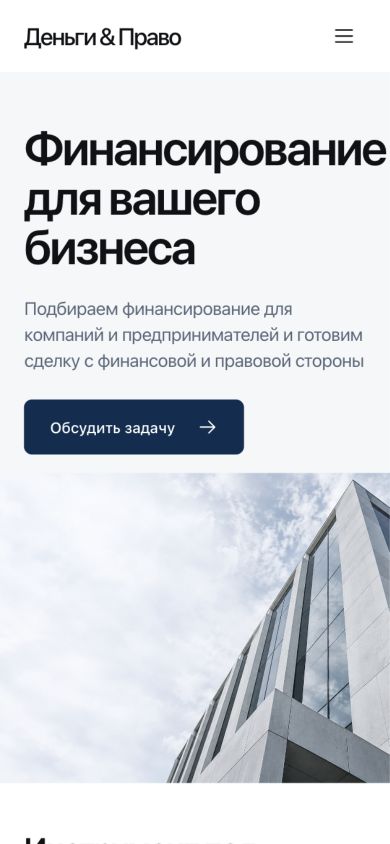 Деньги & Право
Финансирование
для вашего
бизнеса
Подбираем финансирование для
компаний и предпринимателей и готовим
сделку с финансовой и правовой стороны
Обсудить задачу